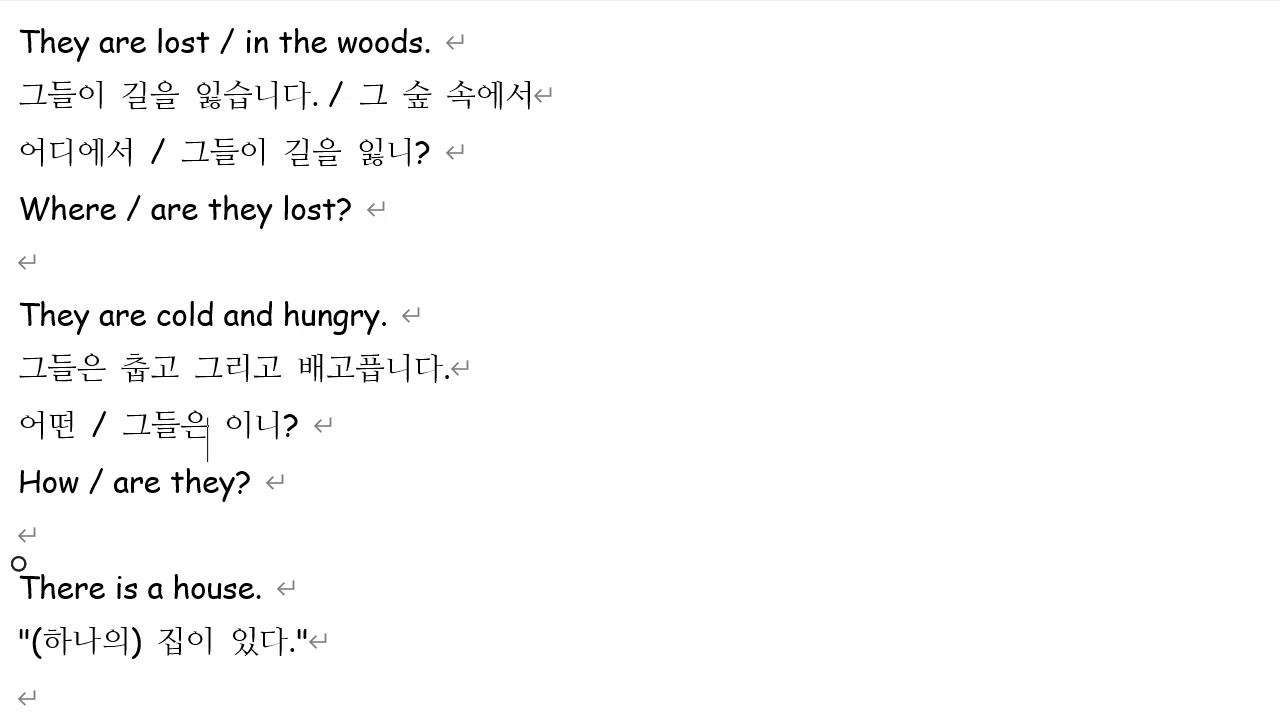 They are lost / in the woods. ↵
그들이 길을 잃습니다. / 그 숲 속에서↵
어디에서 / 그들이 길을 잃니? ↵
Where / are they lost? ↵
↵
They are cold and hungry. ↵
그들은 춥고 그리고 배고픕니다.↵
어떤 / 그들은 이니? ↵
How / are they? ↵
↵
There is a house. ↵
"(하나의) 집이 있다."↵
↵